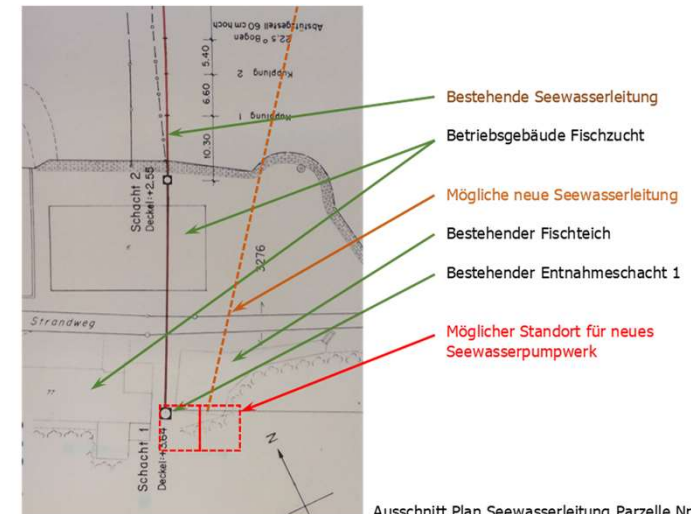 Abstützgestell 60 cm hoch
22,5° Bogen
5.40
Kupplung 2
6.60
Kupplung 1
10.30
Schacht 2
Deckel:+2.55
3276
Strandweg
Schacht 1
Deckel:+3.64
N
Bestehende Seewasserleitung
Betriebsgebäude Fischzucht
Mögliche neue Seewasserleitung
Bestehender Fischteich
Bestehender Entnahmeschacht 1
Möglicher Standort für neues
Seewasserpumpwerk
Ausschnitt Plan Seewasserleitung Parzelle Nr